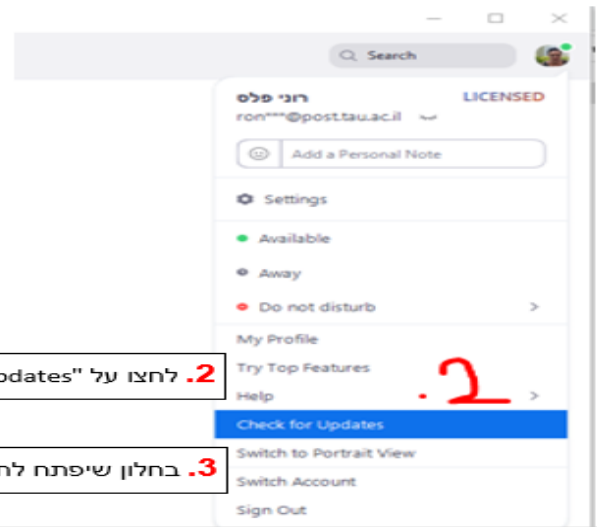 Search
רוני פלס LICENSED
ron***@post.tau.ac.il
Add a Personal Note
Settings
Available
Away
Do not disturb
My Profile
Try Top Features
Help
.2
Check for Updates
Switch to Portrait View
Switch Account
Sign Out
2. לחצו על "dates
3. בחלון שיפתח